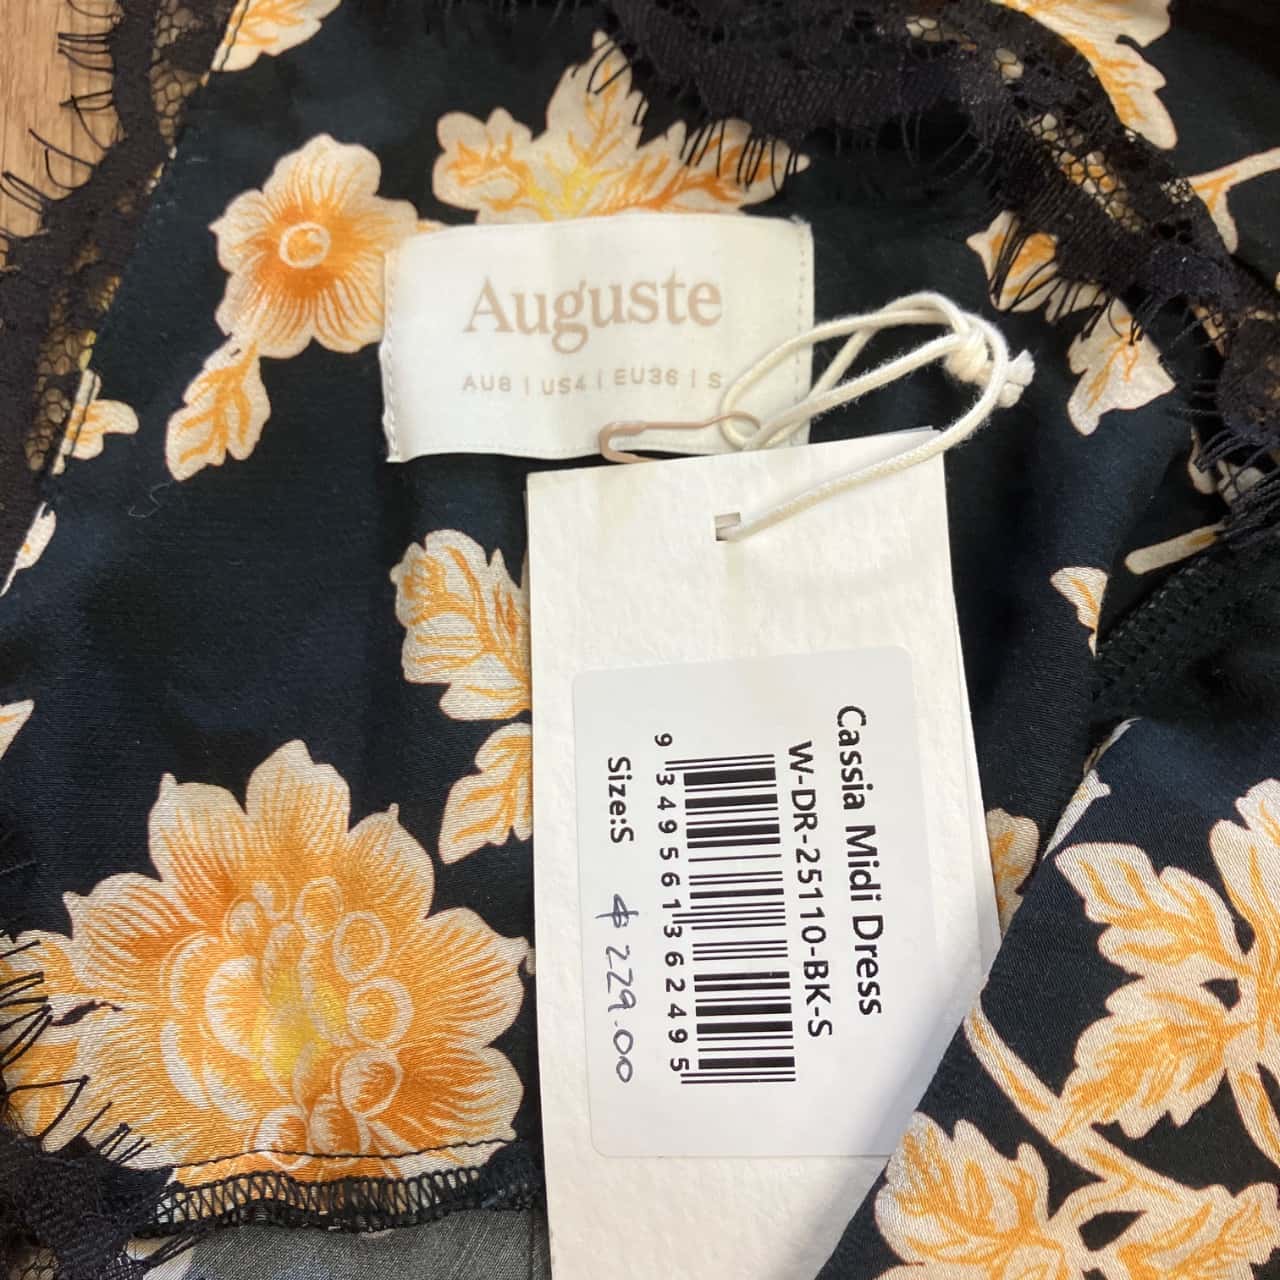 Auguste
AU8 | US4 | EU36 | S
Cassia Midi Dress
W-DR-25110-BK-S
9 349561 362495
Size:S $229.00